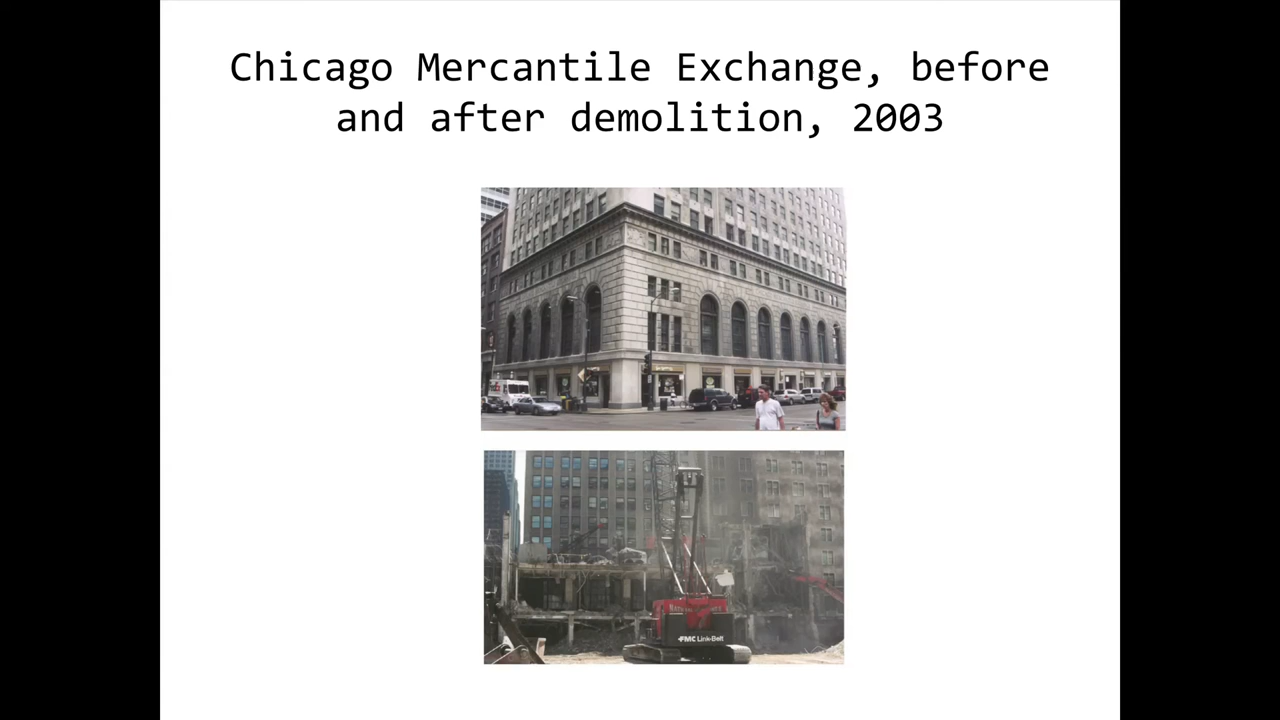 Chicago Mercantile Exchange, before
and after demolition, 2003
FMC Link-Belt